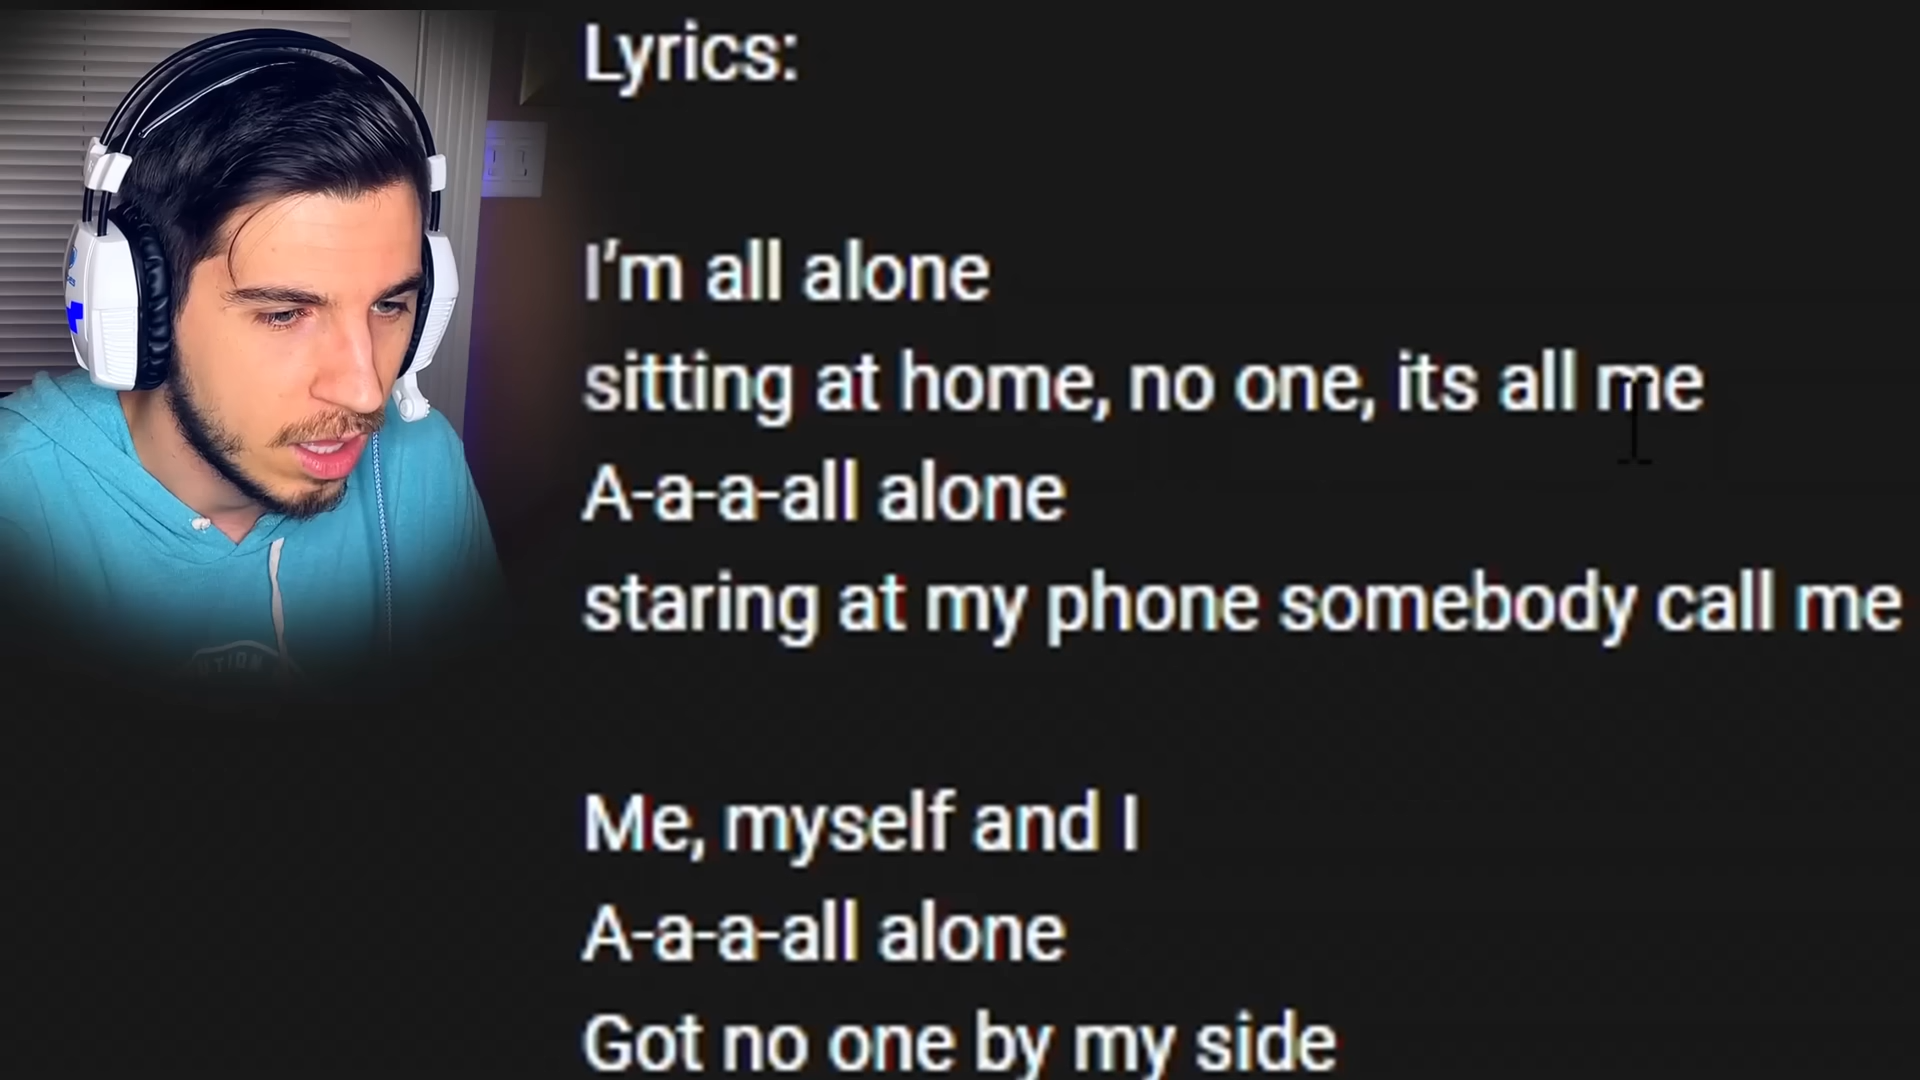 Lyrics:
I'm all alone
sitting at home, no one, its all me
A-a-a-all alone
staring at my phone somebody call me
Me, myself and I
A-a-a-all alone
Got no one by my side
UTION